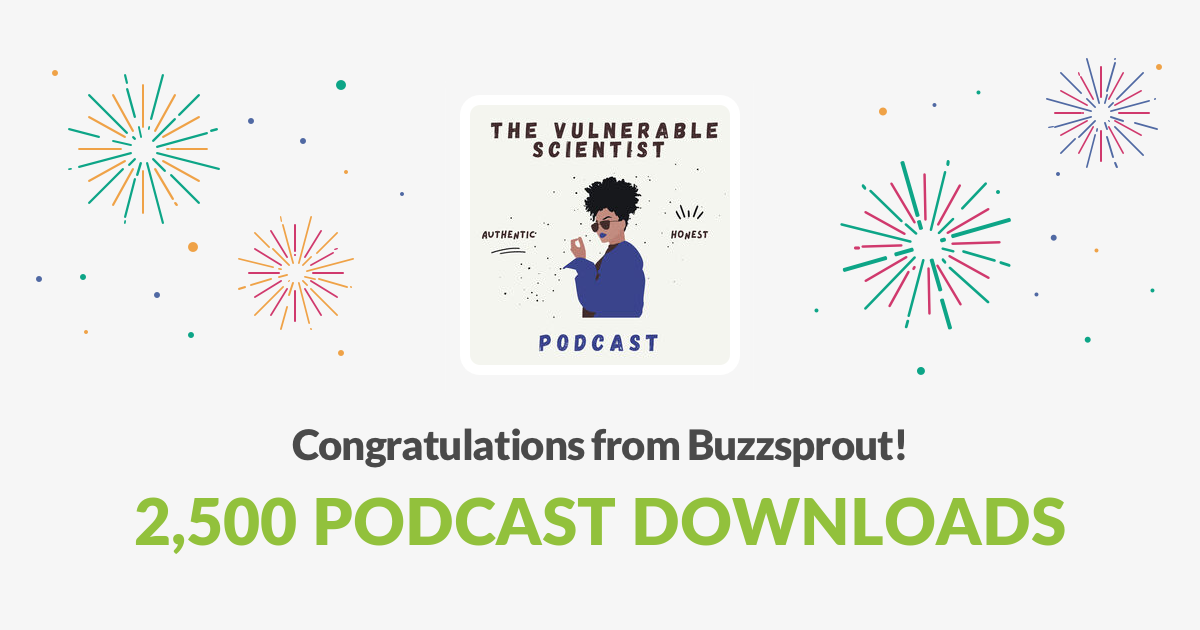 THE VULNERABLE
SCIENTIST
AUTHENTIC
HONEST
PODCAST
Congratulations from Buzzsprout!
2,500 PODCAST DOWNLOADS